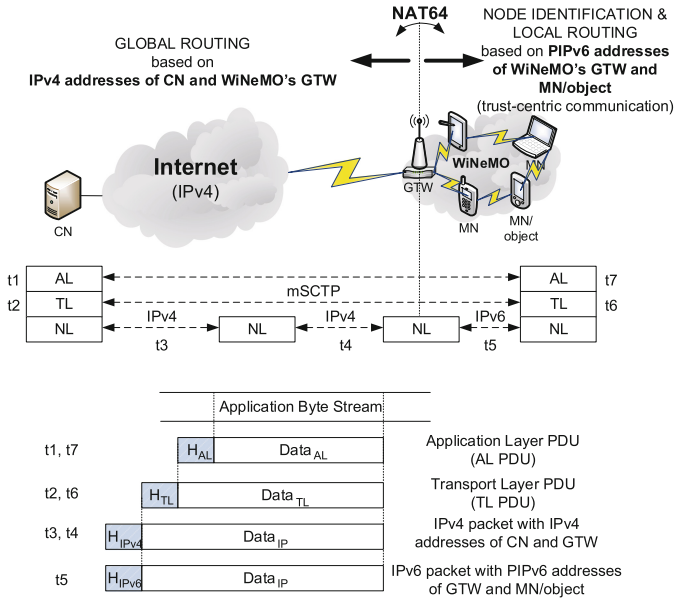 NAT64
GLOBAL ROUTING
based on
IPv4 addresses of CN and WiNeMO's GTW
NODE IDENTIFICATION &
LOCAL ROUTING
based on PIPv6 addresses
of WiNeMO's GTW and
MN/object
(trust-centric communication)
Internet
(IPv4)
CN
GTW
WiNeMO
MN
MN
MN/
object
t1 AL AL t7
mSCTP
t2 TL TL t6
NL IPv4 NL IPv4 NL IPv6 NL
t3 t4 t5
Application Byte Stream
t1, t7 HAL DataAL Application Layer PDU
(AL PDU)
t2, t6 HTL DataTL Transport Layer PDU
(TL PDU)
t3, t4 HIPv4 DataIP IPv4 packet with IPv4
addresses of CN and GTW
t5 HIPv6 DataIP IPv6 packet with PIPv6 addresses
of GTW and MN/object